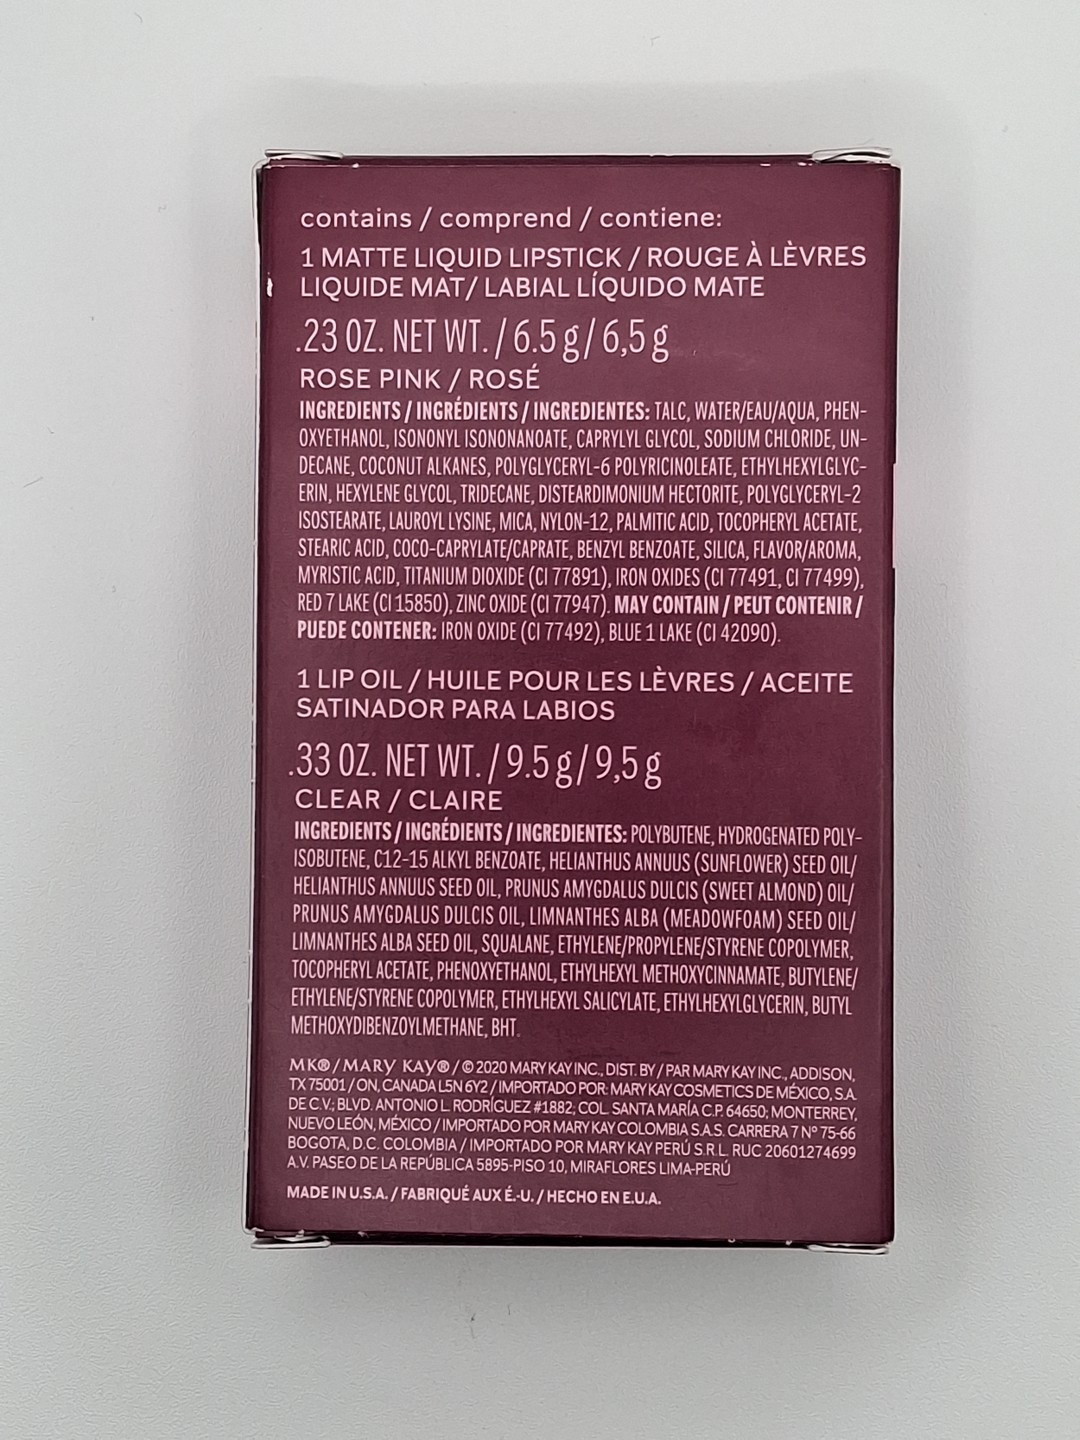 contains / comprend / contiene:
1 MATTE LIQUID LIPSTICK / ROUGE À LÈVRES
LIQUIDE MAT/ LABIAL LÍQUIDO MATE
.23 OZ. NET WT. / 6.5 g / 6,5 g
ROSE PINK / ROSÉ
INGREDIENTS / INGRÉDIENTS / INGREDIENTES: TALC, WATER/EAU/AQUA, PHEN-
OXYETHANOL, ISONONYL ISONONANOATE, CAPRYLYL GLYCOL, SODIUM CHLORIDE, UN-
DECANE, COCONUT ALKANES, POLYGLYCERYL-6 POLYRICINOLEATE, ETHYLHEXYLGLYC-
ERIN, HEXYLENE GLYCOL, TRIDECANE, DISTEARDIMONIUM HECTORITE, POLYGLYCERYL-2
ISOSTEARATE, LAUROYL LYSINE, MICA, NYLON-12, PALMITIC ACID, TOCOPHERYL ACETATE,
STEARIC ACID, COCO-CAPRYLATE/CAPRATE, BENZYL BENZOATE, SILICA, FLAVOR/AROMA,
MYRISTIC ACID, TITANIUM DIOXIDE (CI 77891), IRON OXIDES (CI 77491, CI 77499),
RED 7 LAKE (CI 15850), ZINC OXIDE (CI 77947). MAY CONTAIN / PEUT CONTENIR /
PUEDE CONTENER: IRON OXIDE (CI 77492), BLUE 1 LAKE (CI 42090).
1 LIP OIL / HUILE POUR LES LÈVRES / ACEITE
SATINADOR PARA LABIOS
.33 OZ. NET WT. / 9.5 g / 9,5 g
CLEAR / CLAIRE
INGREDIENTS / INGRÉDIENTS / INGREDIENTES: POLYBUTENE, HYDROGENATED POLY-
ISOBUTENE, C12-15 ALKYL BENZOATE, HELIANTHUS ANNUUS (SUNFLOWER) SEED OIL/
HELIANTHUS ANNUUS SEED OIL, PRUNUS AMYGDALUS DULCIS (SWEET ALMOND) OIL/
PRUNUS AMYGDALUS DULCIS OIL, LIMNANTHES ALBA (MEADOWFOAM) SEED OIL/
LIMNANTHES ALBA SEED OIL, SQUALANE, ETHYLENE/PROPYLENE/STYRENE COPOLYMER,
TOCOPHERYL ACETATE, PHENOXYETHANOL, ETHYLHEXYL METHOXYCINNAMATE, BUTYLENE/
ETHYLENE/STYRENE COPOLYMER, ETHYLHEXYL SALICYLATE, ETHYLHEXYLGLYCERIN, BUTYL
METHOXYDIBENZOYLMETHANE, BHT.
MK® / MARY KAY® / © 2020 MARY KAY INC., DIST. BY / PAR MARY KAY INC., ADDISON,
TX 75001 / ON, CANADA L5N 6Y2 / IMPORTADO POR: MARY KAY COSMETICS DE MÉXICO, S.A.
DE C.V.; BLVD. ANTONIO L. RODRÍGUEZ #1882, COL. SANTA MARÍA C.P. 64650; MONTERREY,
NUEVO LEÓN, MÉXICO / IMPORTADO POR MARY KAY COLOMBIA S.A.S. CARRERA 7 N° 75-66
BOGOTA, D.C. COLOMBIA / IMPORTADO POR MARY KAY PERÚ S.R.L. RUC 20601274699
A.V. PASEO DE LA REPÚBLICA 5895-PISO 10, MIRAFLORES LIMA-PERÚ
MADE IN U.S.A. / FABRIQUÉ AUX É.-U. / HECHO EN E.U.A.